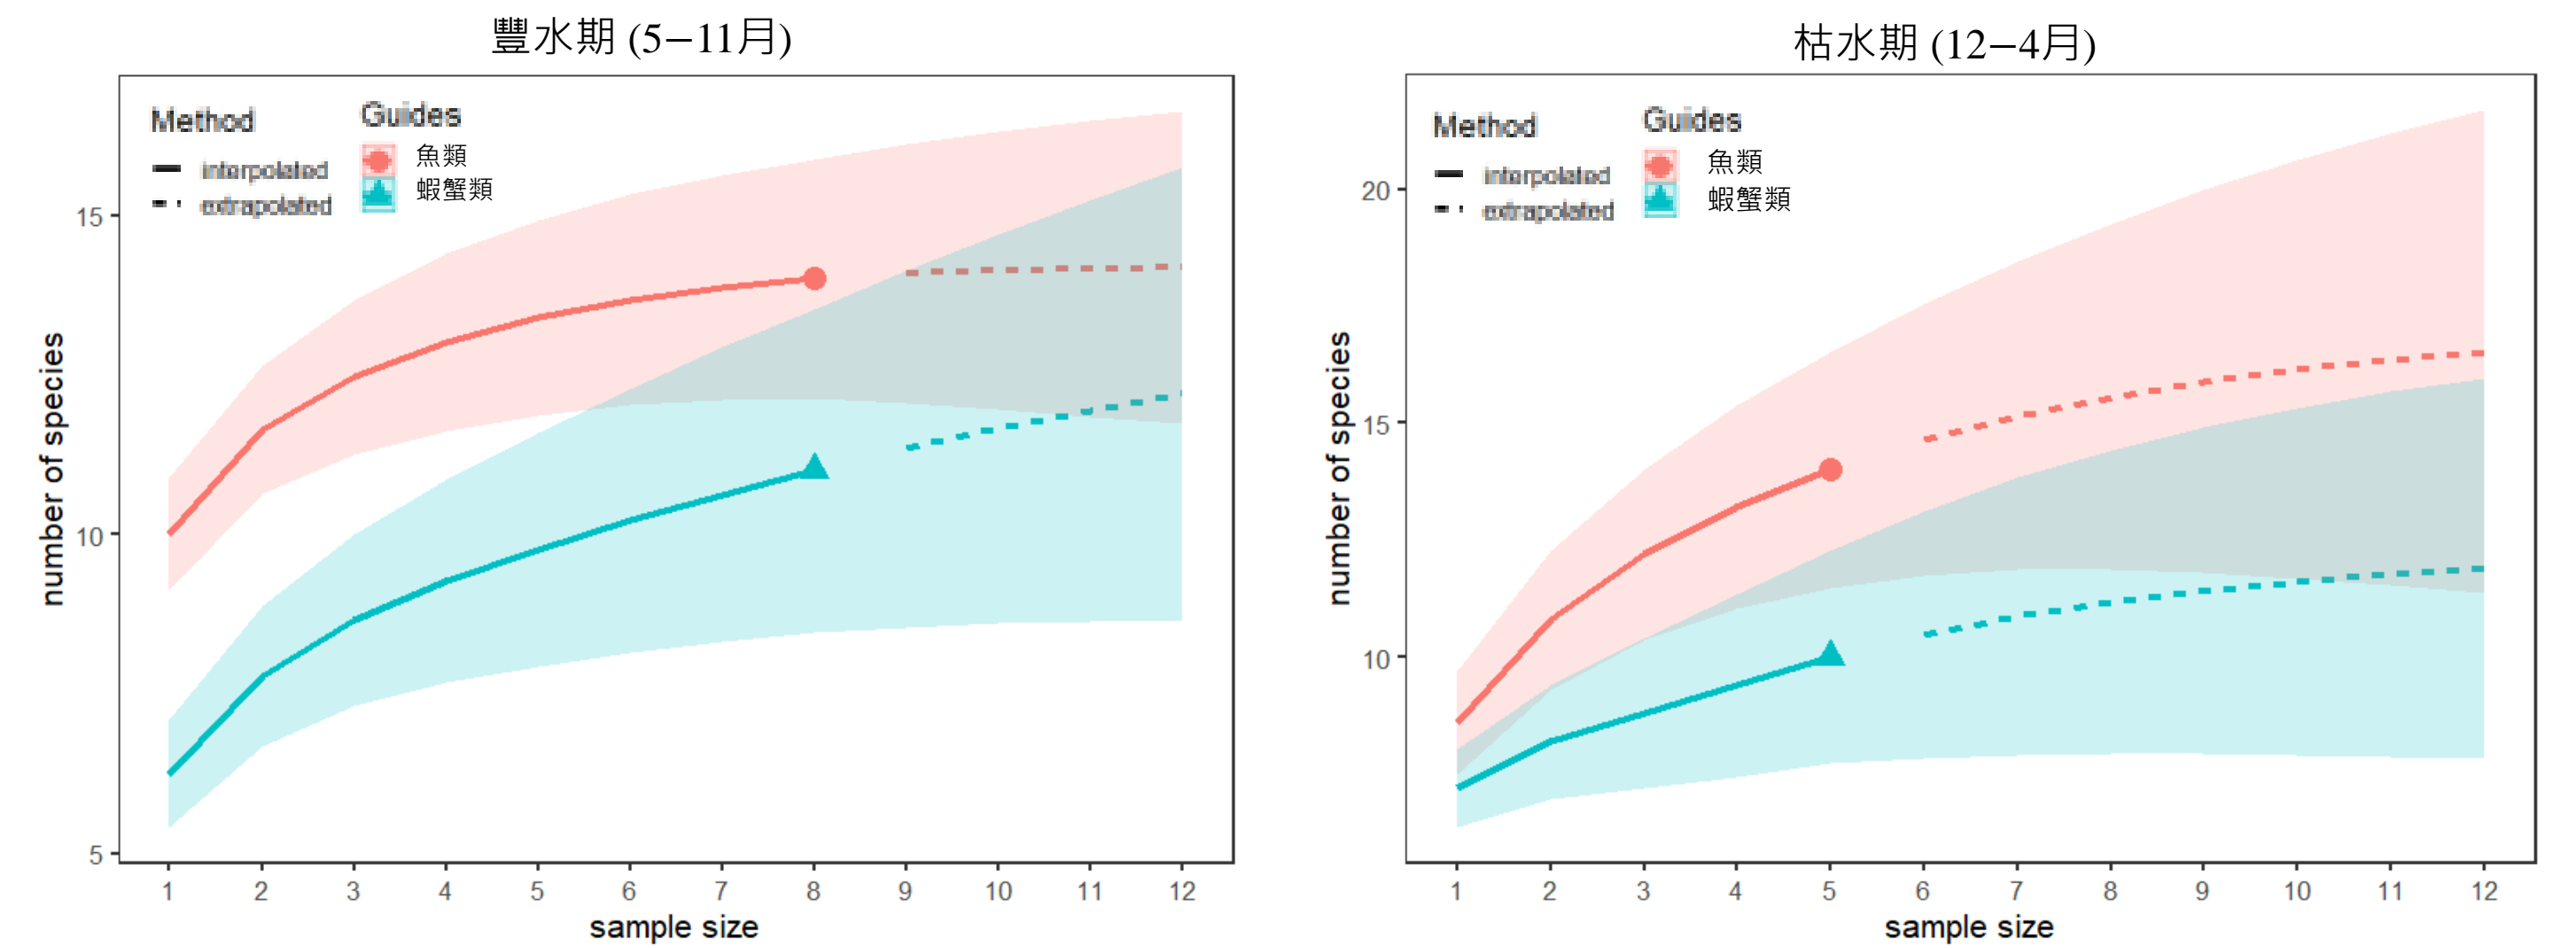 豐水期 (5–11月)
Method
interpolated
extrapolated
Guides
魚類
蝦蟹類
number of species
15
10
5
1 2 3 4 5 6 7 8 9 10 11 12
sample size
枯水期 (12–4月)
Method
interpolated
extrapolated
Guides
魚類
蝦蟹類
number of species
20
15
10
1 2 3 4 5 6 7 8 9 10 11 12
sample size